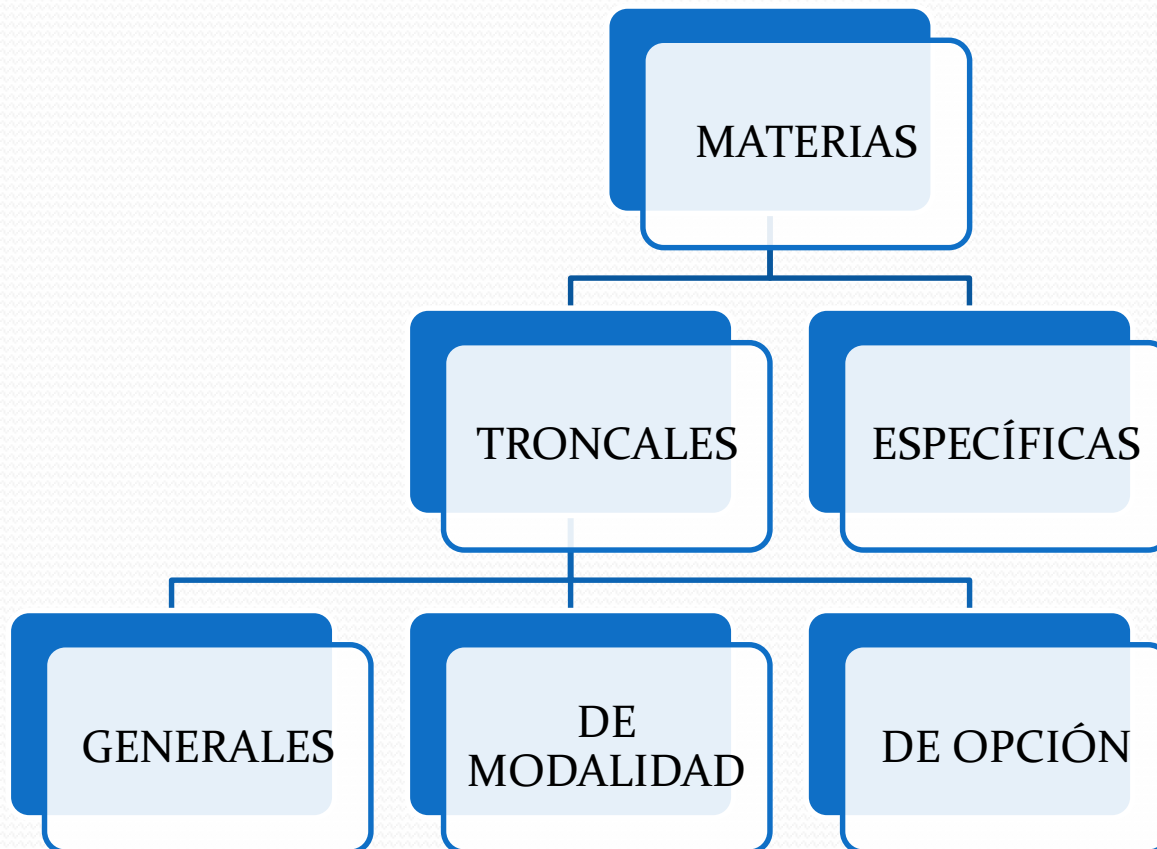 MATERIAS
TRONCALES
ESPECÍFICAS
GENERALES
DE
MODALIDAD
DE OPCIÓN